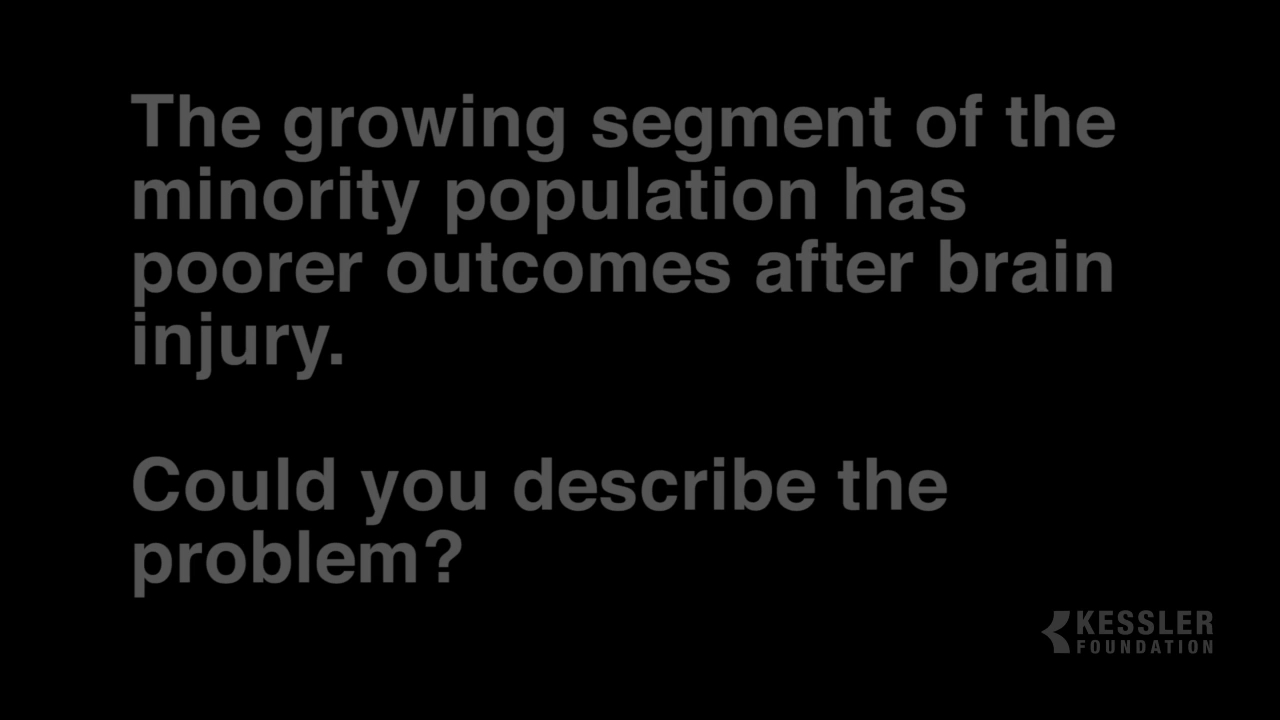 The growing segment of the
minority population has
poorer outcomes after brain
injury.
Could you describe the
problem?
KESSLER
FOUNDATION